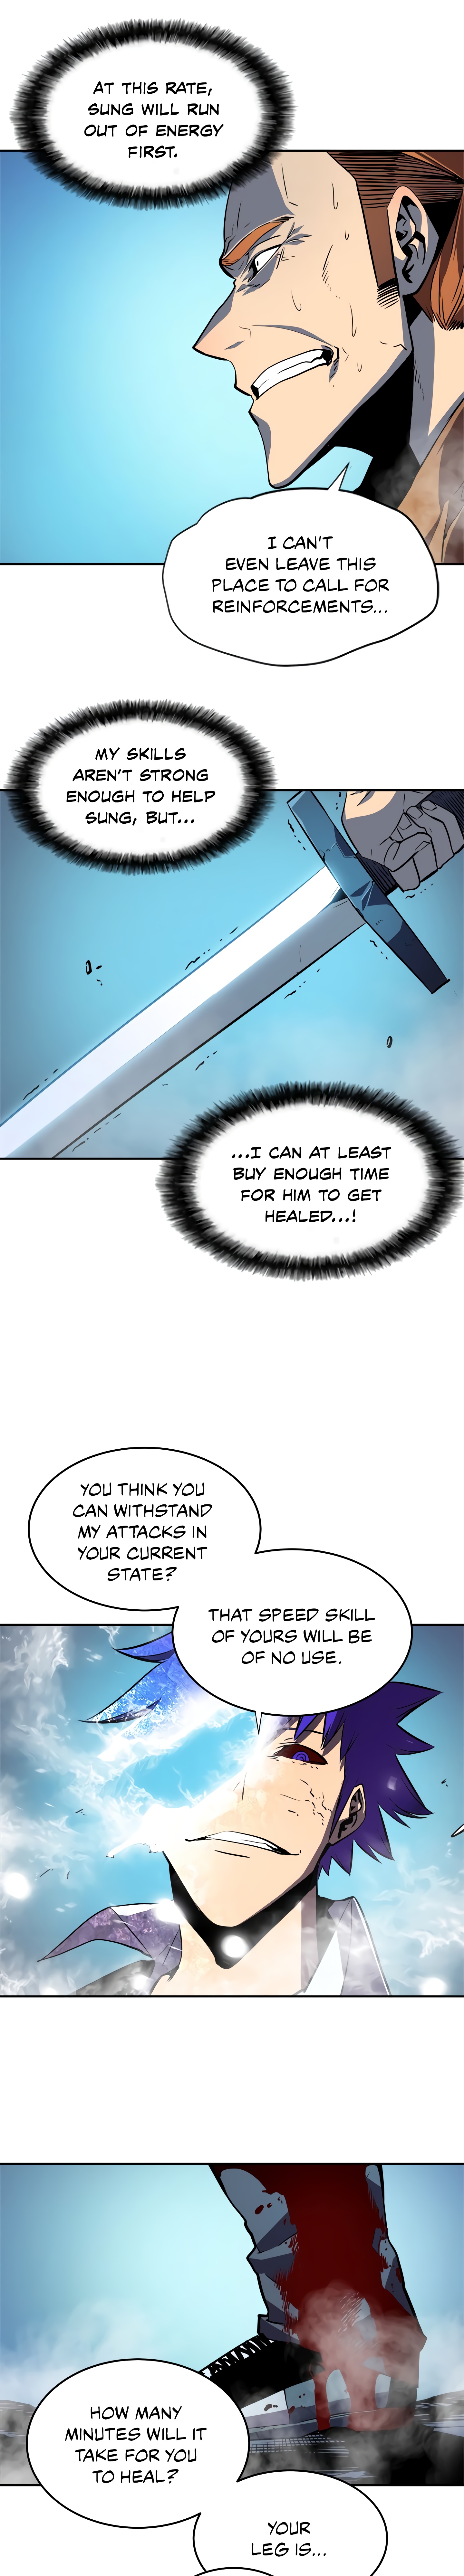 AT THIS RATE,
SUNG WILL RUN
OUT OF ENERGY
FIRST.
I CAN'T
EVEN LEAVE THIS
PLACE TO CALL FOR
REINFORCEMENTS...
MY SKILLS
AREN'T STRONG
ENOUGH TO HELP
SUNG, BUT...
...I CAN AT LEAST
BUY ENOUGH TIME
FOR HIM TO GET
HEALED...!
YOU THINK YOU
CAN WITHSTAND
MY ATTACKS IN
YOUR CURRENT
STATE?
THAT SPEED SKILL
OF YOURS WILL BE
OF NO USE.
HOW MANY
MINUTES WILL IT
TAKE FOR YOU
TO HEAL?
YOUR
LEG IS...